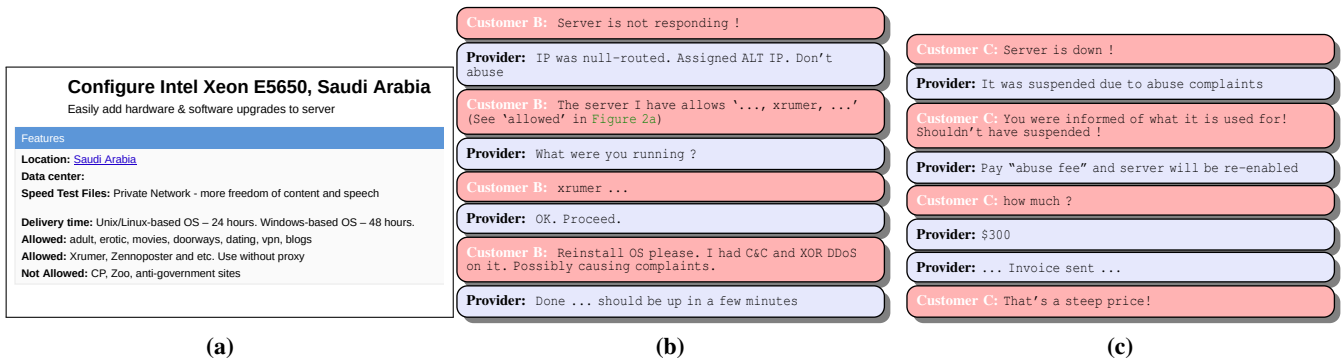 Configure Intel Xeon E5650, Saudi Arabia
Easily add hardware & software upgrades to server
Features
Location: Saudi Arabia
Data center:
Speed Test Files: Private Network - more freedom of content and speech
Delivery time: Unix/Linux-based OS – 24 hours. Windows-based OS – 48 hours.
Allowed: adult, erotic, movies, doorways, dating, vpn, blogs
Allowed: Xrumer, Zennoposter and etc. Use without proxy
Not Allowed: CP, Zoo, anti-government sites
(a)
Customer B: Server is not responding !
Provider: IP was null-routed. Assigned ALT IP. Don't
abuse
Customer B: The server I have allows '..., xrumer, ...'
(See 'allowed' in Figure 2a)
Provider: What were you running ?
Customer B: xrumer ...
Provider: OK. Proceed.
Customer B: Reinstall OS please. I had C&C and XOR DDoS
on it. Possibly causing complaints.
Provider: Done ... should be up in a few minutes
(b)
Customer C: Server is down !
Provider: It was suspended due to abuse complaints
Customer C: You were informed of what it is used for!
Shouldn't have suspended !
Provider: Pay "abuse fee" and server will be re-enabled
Customer C: how much ?
Provider: $300
Provider: ... Invoice sent ...
Customer C: That's a steep price!
(c)